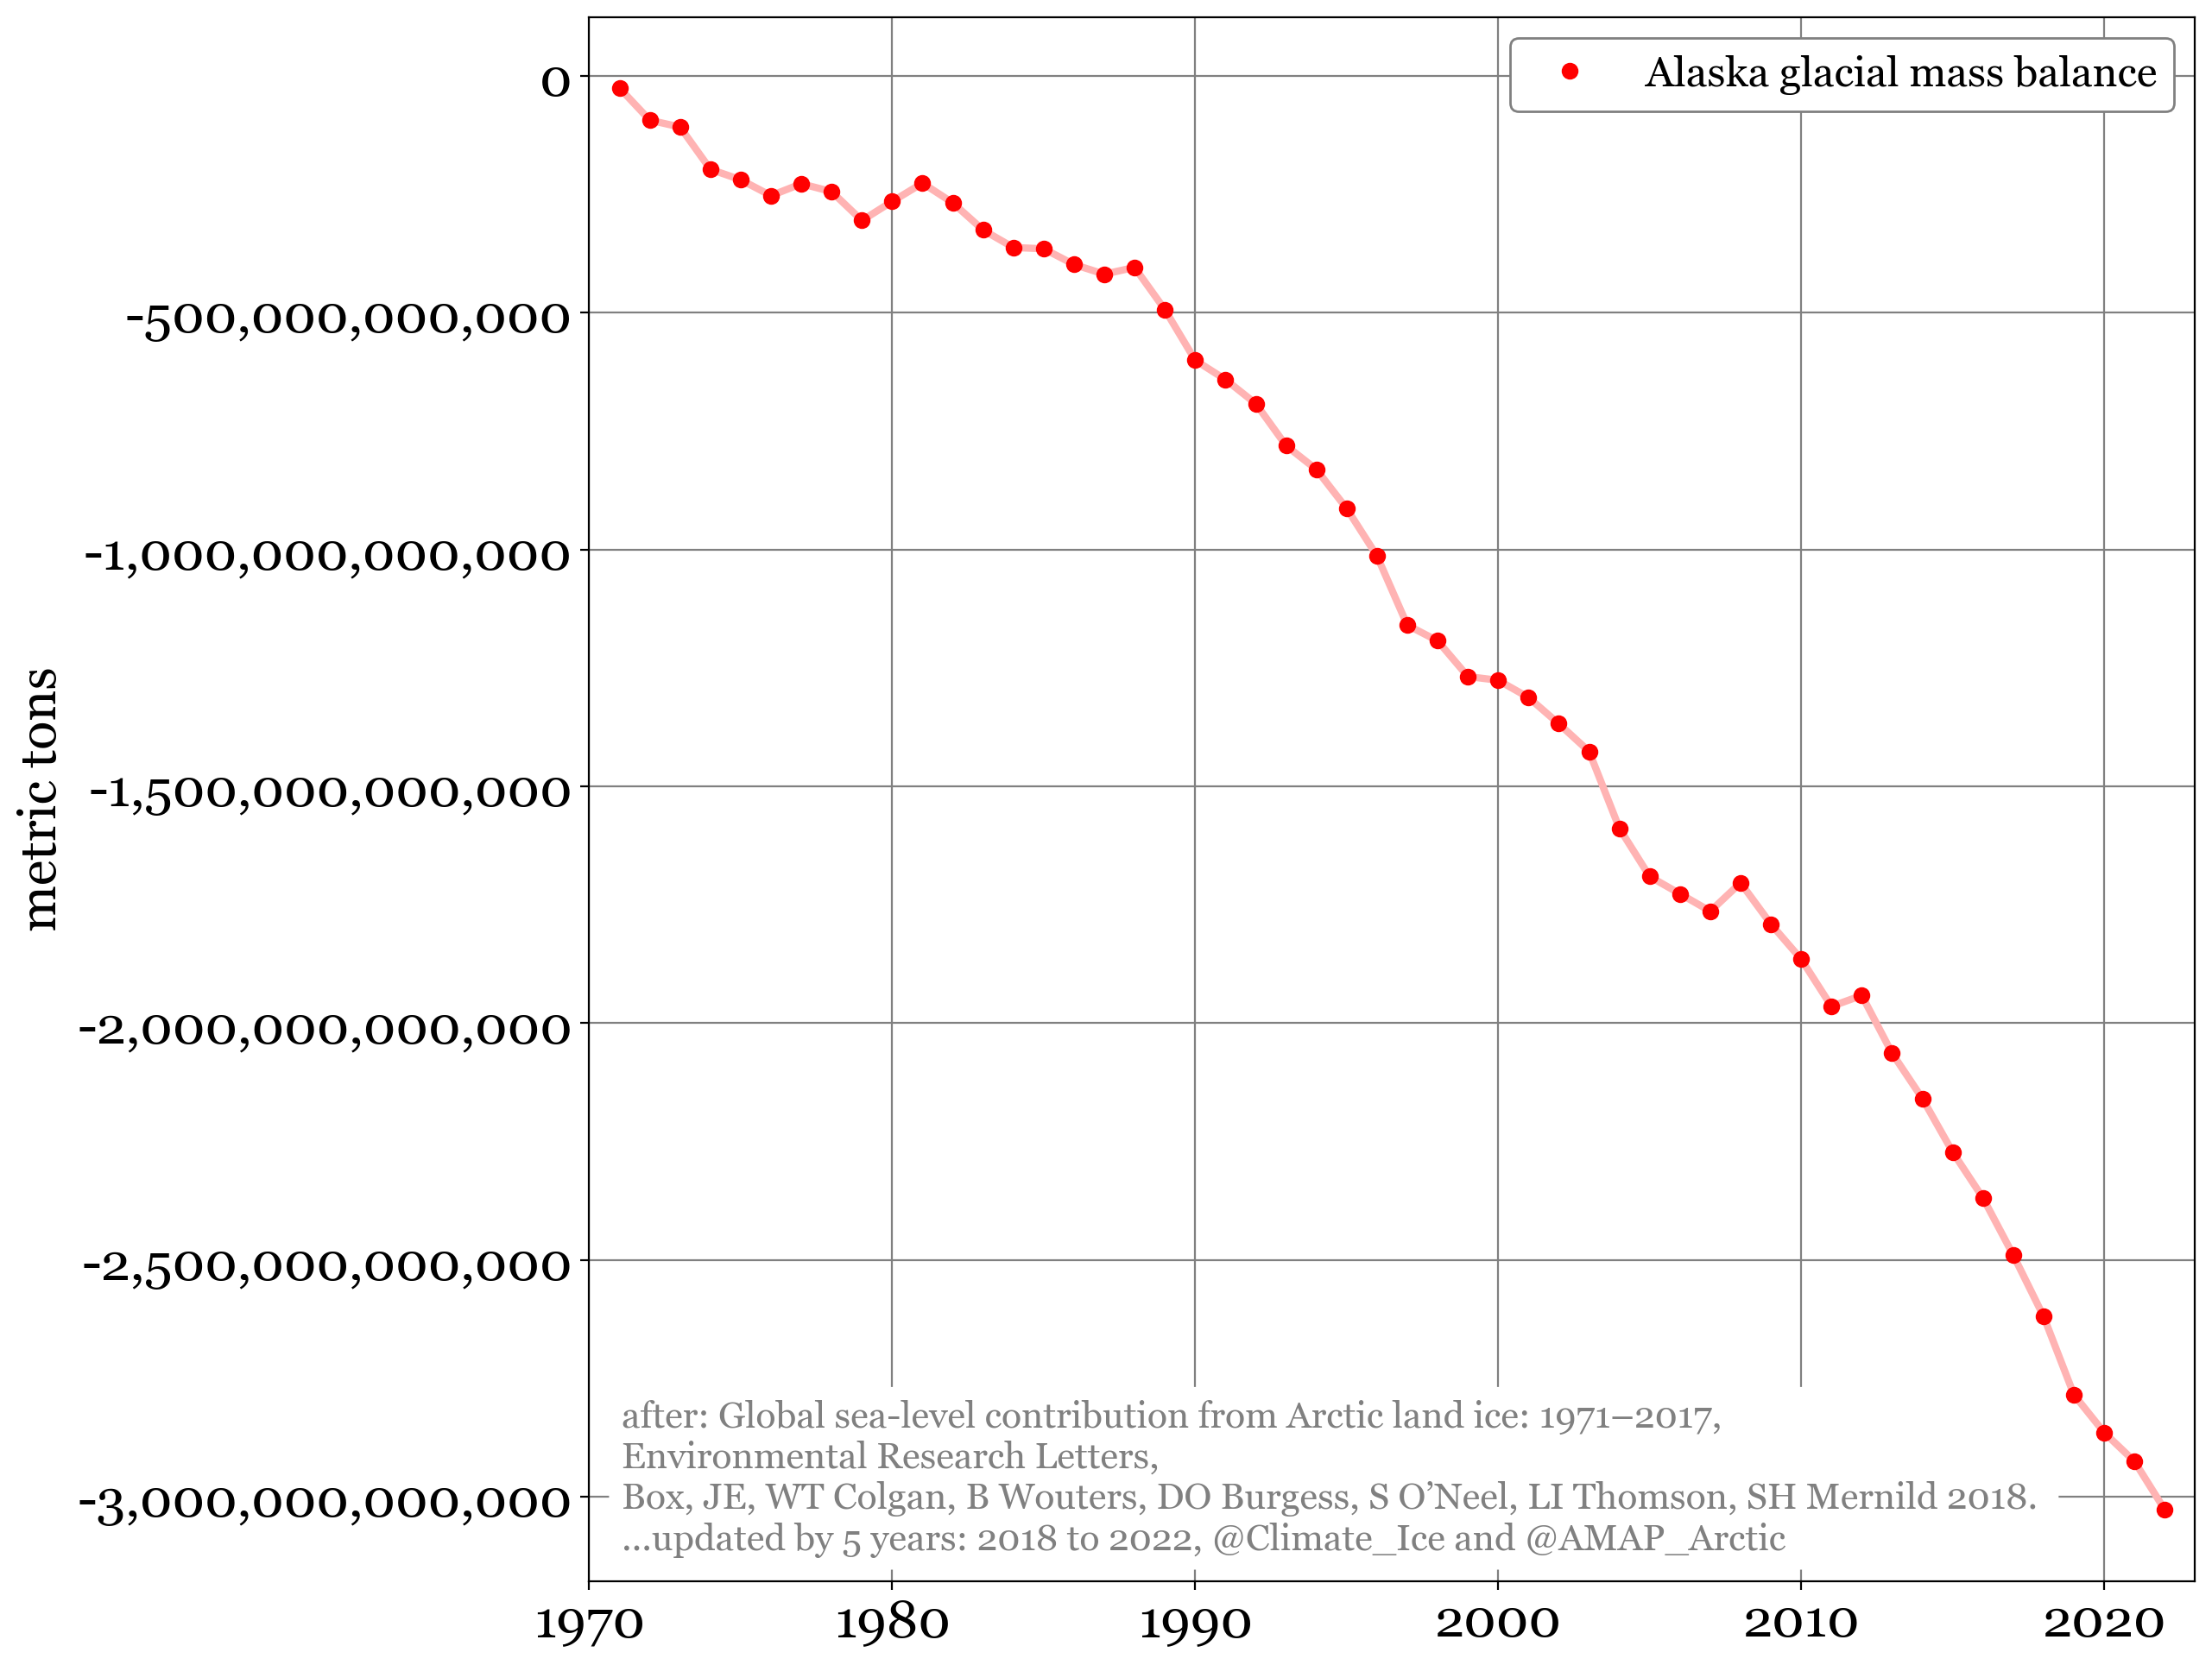 Alaska glacial mass balance
metric tons
0
-500,000,000,000
-1,000,000,000,000
-1,500,000,000,000
-2,000,000,000,000
-2,500,000,000,000
-3,000,000,000,000
after: Global sea-level contribution from Arctic land ice: 1971–2017,
Environmental Research Letters,
Box, JE, WT Colgan, B Wouters, DO Burgess, S O’Neel, LI Thomson, SH Mernild 2018.
...updated by 5 years: 2018 to 2022, @Climate_Ice and @AMAP_Arctic
1970 1980 1990 2000 2010 2020